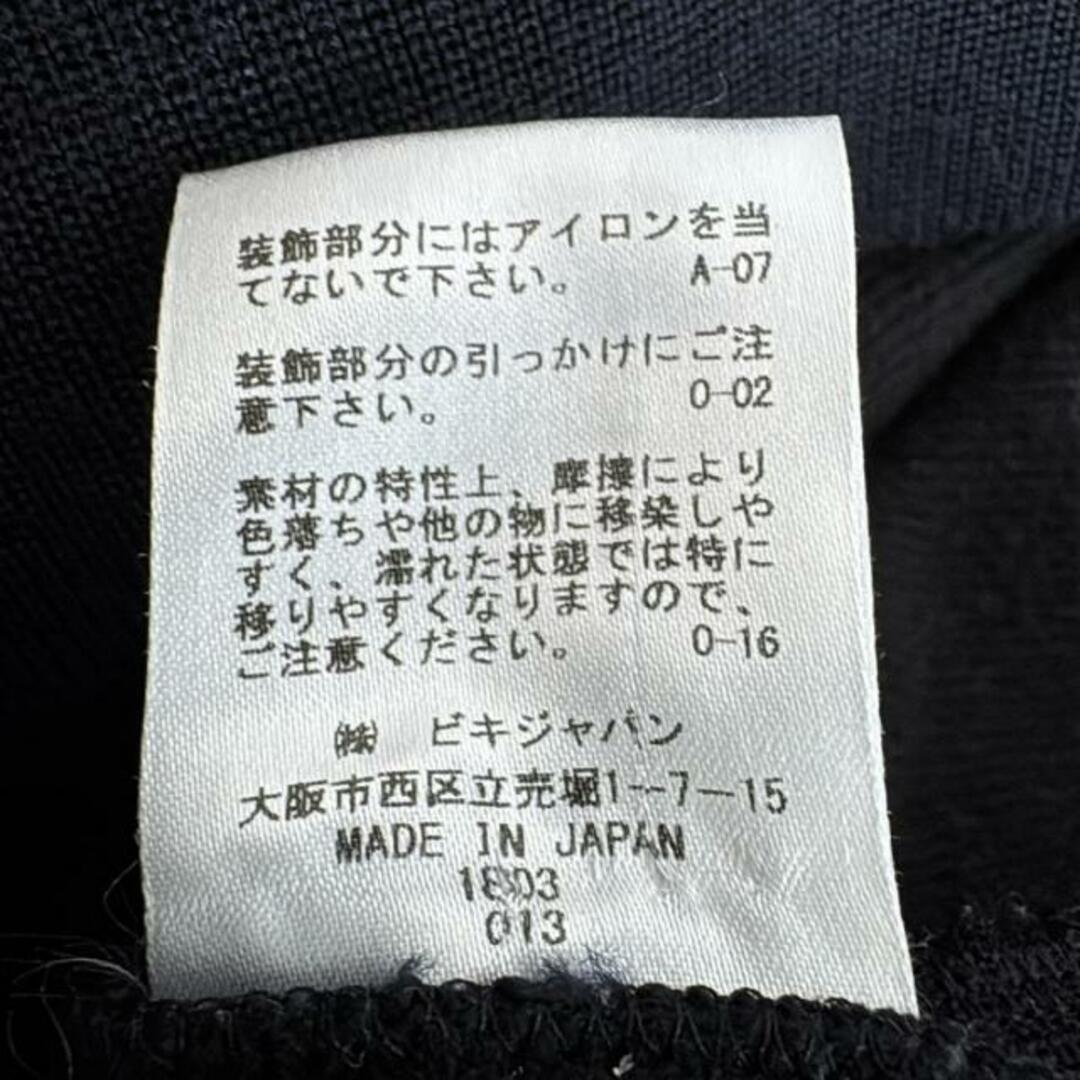 装飾部分にはアイロンを当
てないで下さい。 A-07
装飾部分の引っかけにご注
意下さい。 0-02
素材の特性上、摩擦により
色落ちや他の物に移染しや
すく、濡れた状態では特に
移りやすくなりますので、
ご注意ください。 0-16
㈱ ビキジャパン
大阪市西区立売堀1-7-15
MADE IN JAPAN
1803
013